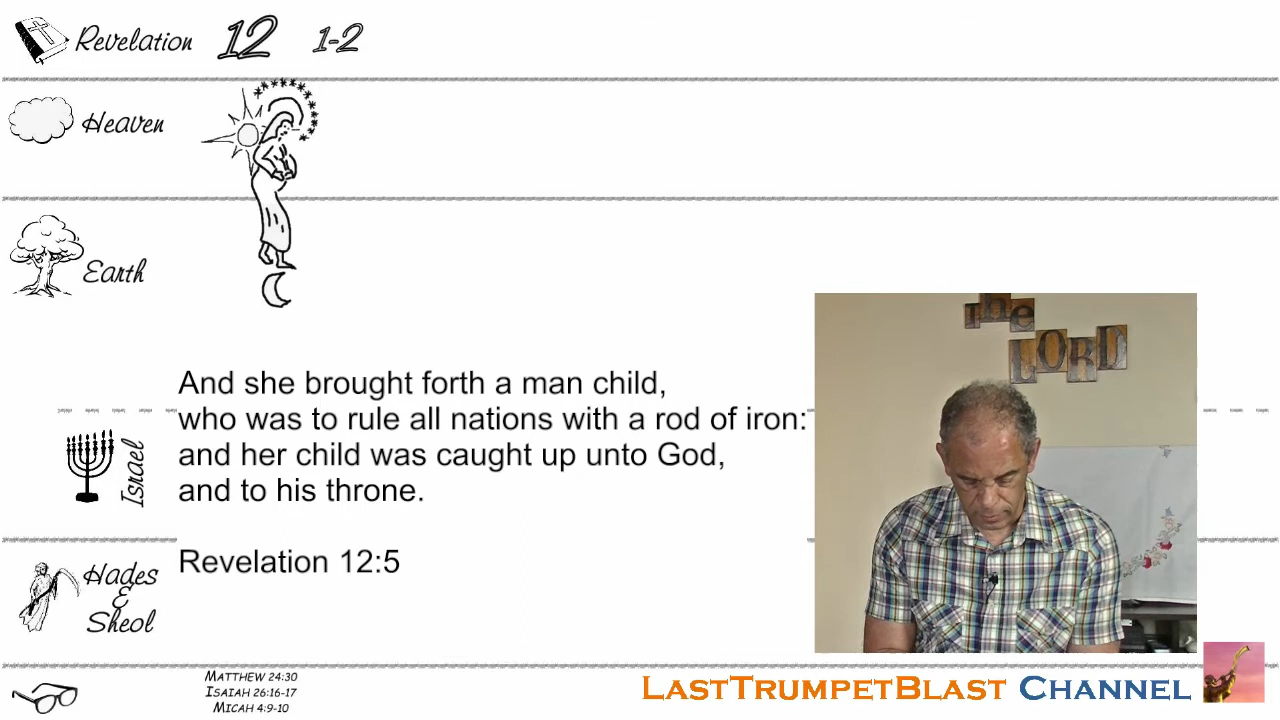 Revelation 12 1-2
Heaven
Earth
The
LORD
And she brought forth a man child,
who was to rule all nations with a rod of iron:
and her child was caught up unto God,
and to his throne.
Israel
Revelation 12:5
Hades
&
Sheol
MATTHEW 24:30
ISAIAH 26:16-17
MICAH 4:9-10
LASTTRUMPETBLAST CHANNEL